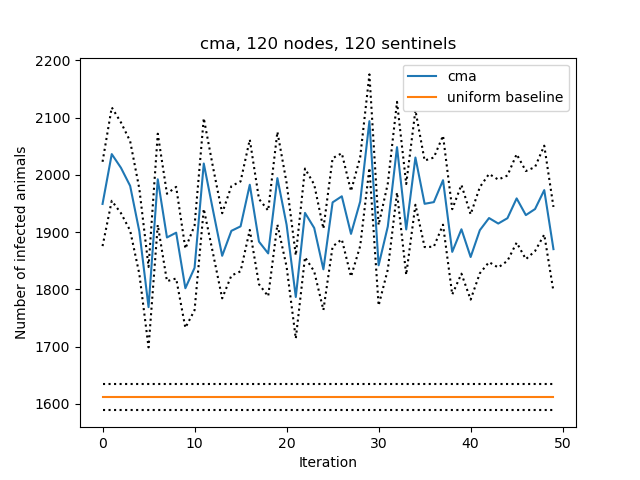 cma, 120 nodes, 120 sentinels
cma
uniform baseline
2200
2100
2000
1900
1800
1700
1600
Number of infected animals
0 10 20 30 40 50
Iteration